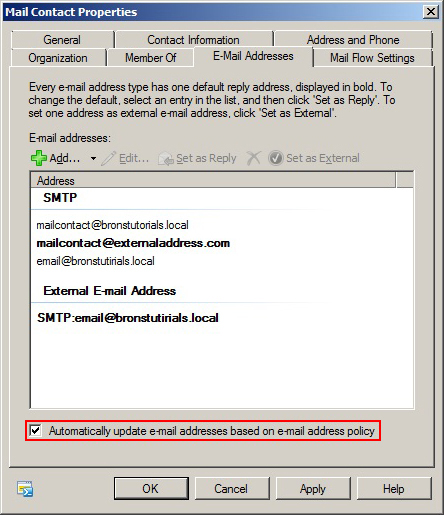 Mail Contact Properties
General Contact Information Address and Phone
Organization Member Of E-Mail Addresses Mail Flow Settings
Every e-mail address type has one default reply address, displayed in bold. To
change the default, select an entry in the list, and then click 'Set as Reply'. To
set one address as external e-mail address, click 'Set as External'.
E-mail addresses:
Add... Edit... Set as Reply Set as External
Address
SMTP
mailcontact@bronstutorials.local
mailcontact@externaladdress.com
email@bronstutirials.local
External E-mail Address
SMTP:email@bronstutirials.local
Automatically update e-mail addresses based on e-mail address policy
OK Cancel Apply Help